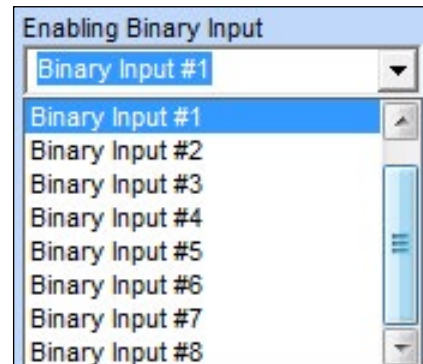 Enabling Binary Input
Binary Input #1
Binary Input #1
Binary Input #2
Binary Input #3
Binary Input #4
Binary Input #5
Binary Input #6
Binary Input #7
Binary Input #8